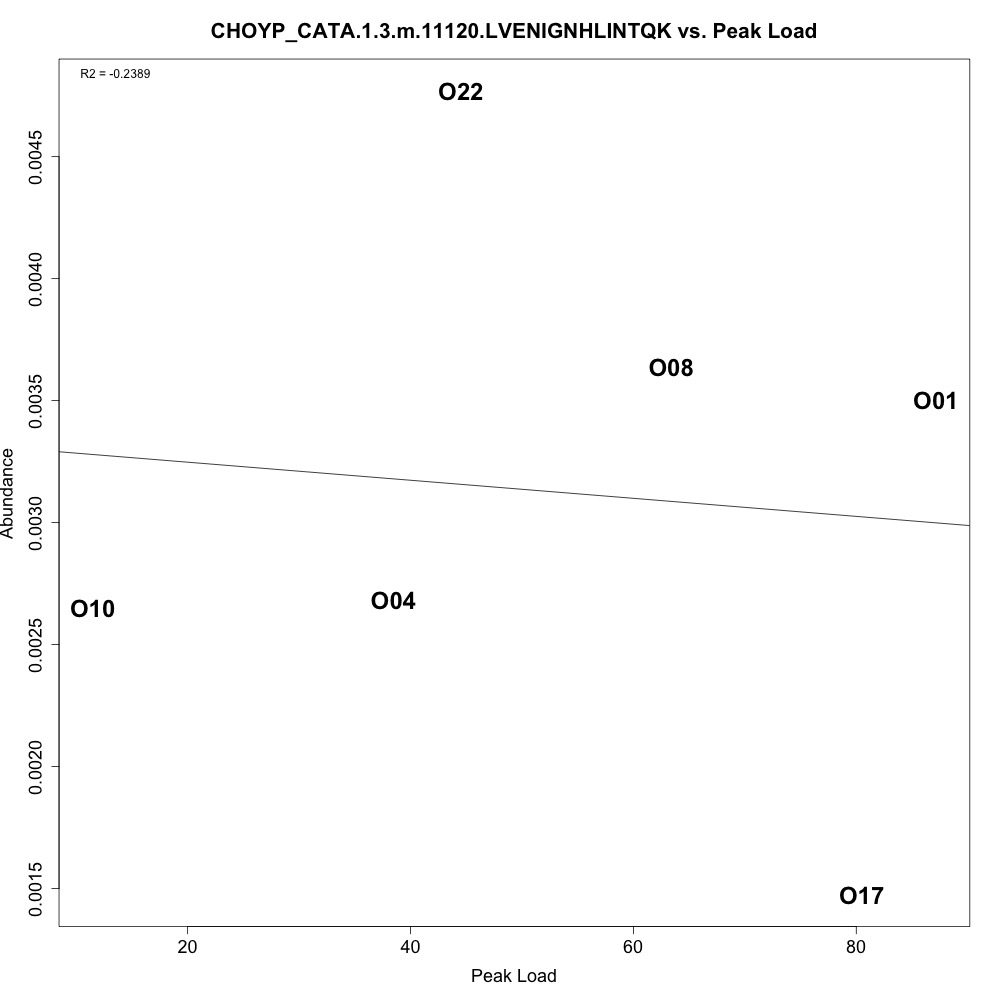 CHOYP_CATA.1.3.m.11120.LVENIGNHLINTQK vs. Peak Load
R2 = -0.2389
O22
0.0045
0.0040
O08
0.0035
O01
Abundance
0.0030
O04
O10
0.0025
0.0020
0.0015
O17
20 40 60 80
Peak Load